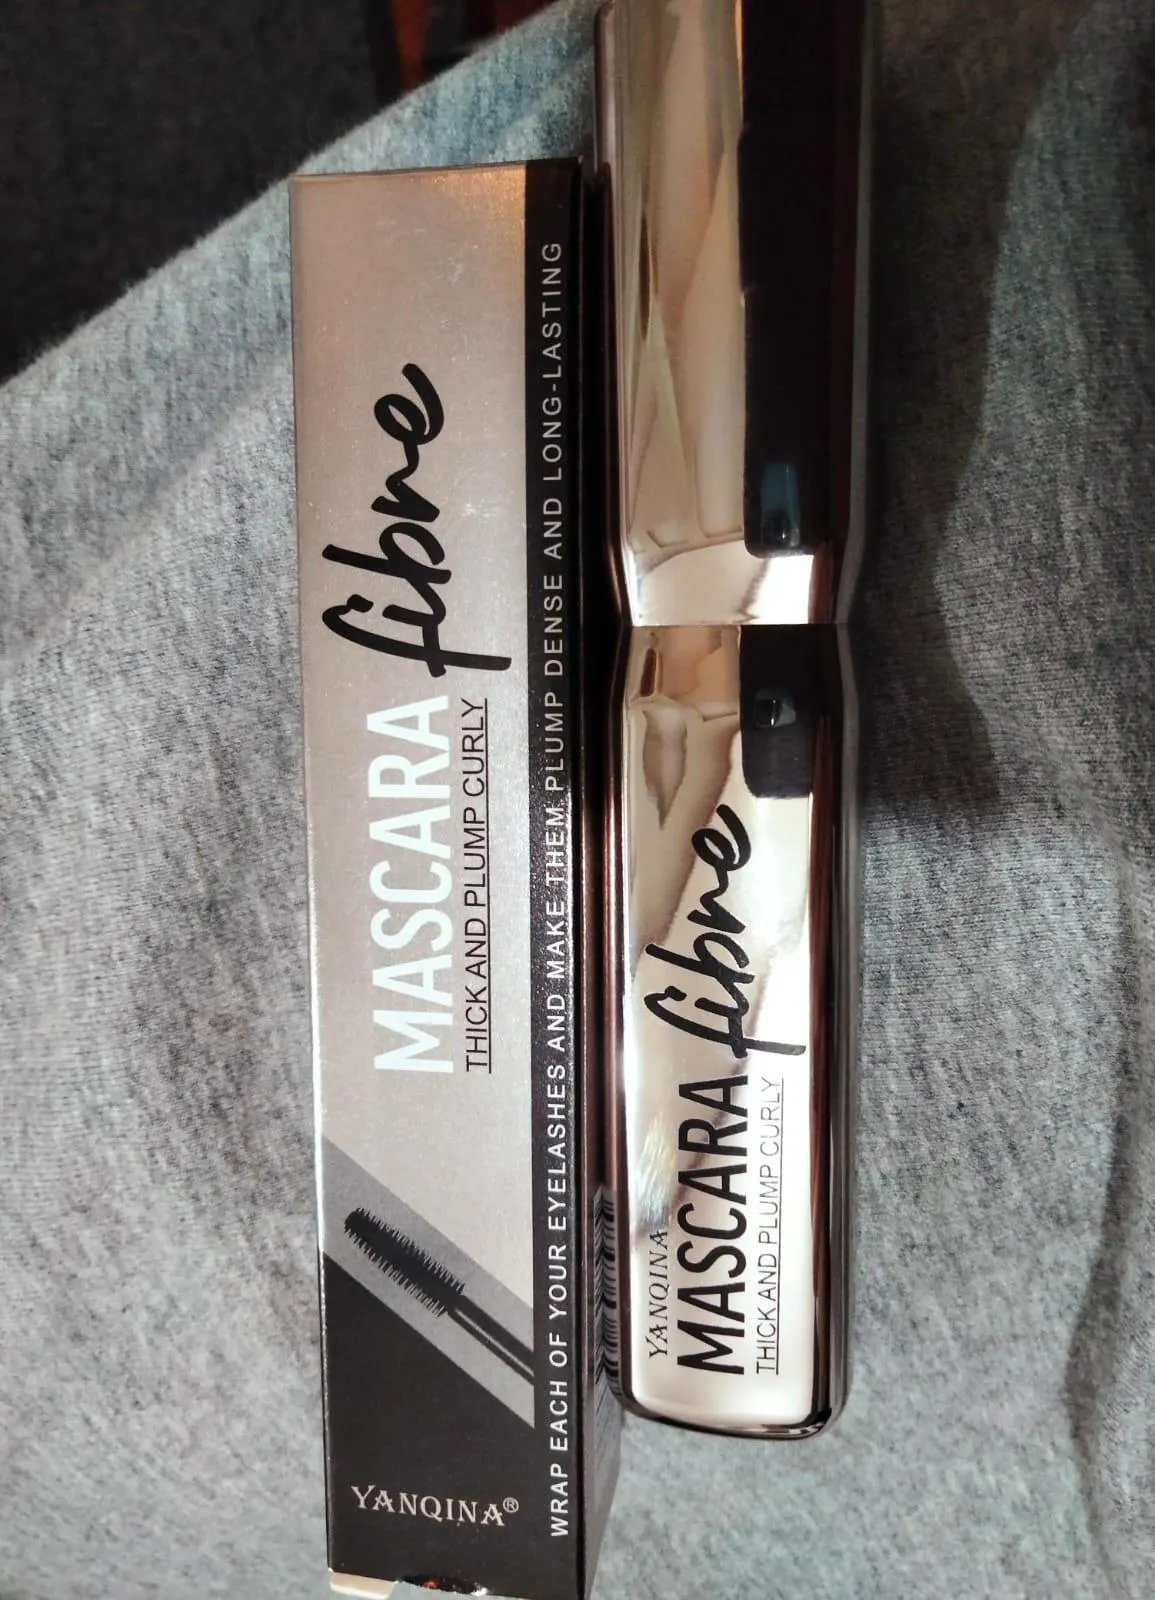 MASCARA fibre
THICK AND PLUMP CURLY
YANQINA®
WRAP EACH OF YOUR EYELASHES AND MAKE THEM PLUMP DENSE AND LONG-LASTING
YANQINA
MASCARA fibre
THICK AND PLUMP CURLY